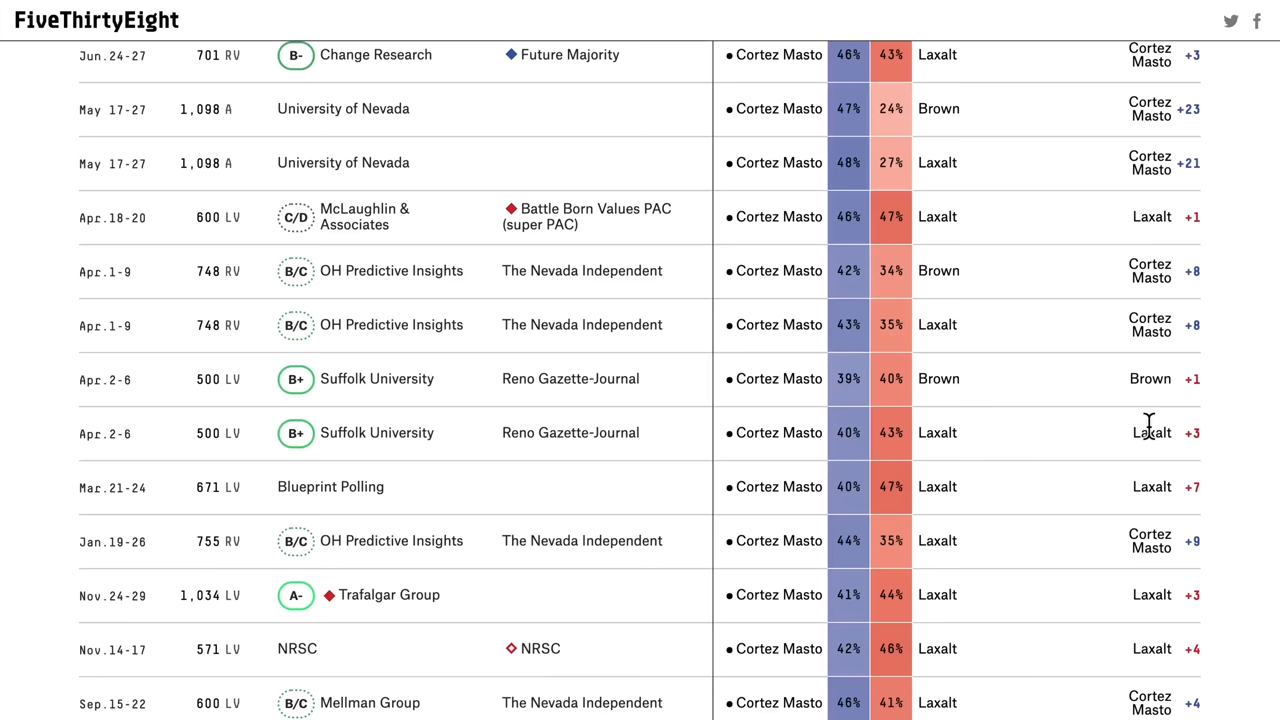 FiveThirtyEight
Jun.24-27 701 RV B- Change Research Future Majority Cortez Masto 46% 43% Laxalt Cortez Masto +3
May 17-27 1,098 A University of Nevada Cortez Masto 47% 24% Brown Cortez Masto +23
May 17-27 1,098 A University of Nevada Cortez Masto 48% 27% Laxalt Cortez Masto +21
Apr.18-20 600 LV C/D McLaughlin & Associates Battle Born Values PAC (super PAC) Cortez Masto 46% 47% Laxalt Laxalt +1
Apr.1-9 748 RV B/C OH Predictive Insights The Nevada Independent Cortez Masto 42% 34% Brown Cortez Masto +8
Apr.1-9 748 RV B/C OH Predictive Insights The Nevada Independent Cortez Masto 43% 35% Laxalt Cortez Masto +8
Apr.2-6 500 LV B+ Suffolk University Reno Gazette-Journal Cortez Masto 39% 40% Brown Brown +1
Apr.2-6 500 LV B+ Suffolk University Reno Gazette-Journal Cortez Masto 40% 43% Laxalt Laxalt +3
Mar.21-24 671 LV Blueprint Polling Cortez Masto 40% 47% Laxalt Laxalt +7
Jan.19-26 755 RV B/C OH Predictive Insights The Nevada Independent Cortez Masto 44% 35% Laxalt Cortez Masto +9
Nov.24-29 1,034 LV A- Trafalgar Group Cortez Masto 41% 44% Laxalt Laxalt +3
Nov.14-17 571 LV NRSC NRSC Cortez Masto 42% 46% Laxalt Laxalt +4
Sep.15-22 600 LV B/C Mellman Group The Nevada Independent Cortez Masto 46% 41% Laxalt Cortez Masto +4